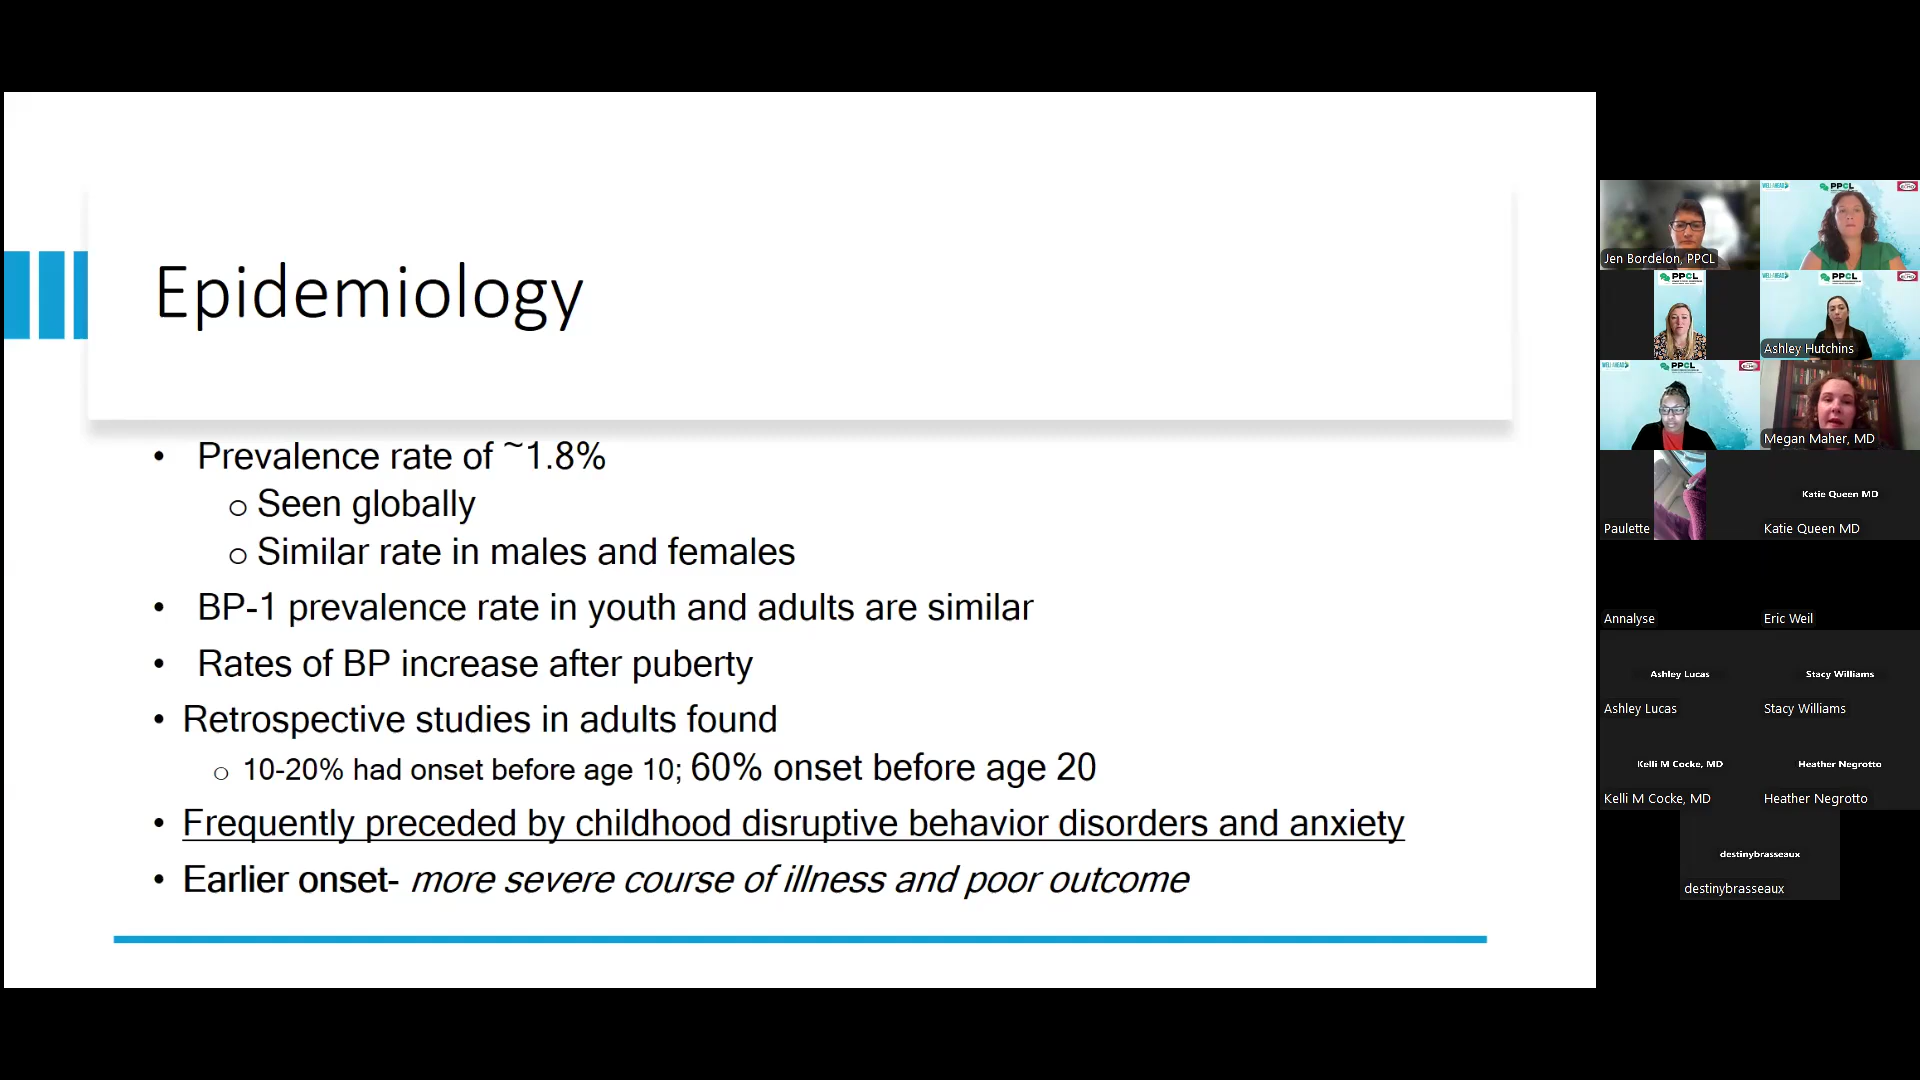 Epidemiology
• Prevalence rate of ~1.8%
o Seen globally
o Similar rate in males and females
• BP-1 prevalence rate in youth and adults are similar
• Rates of BP increase after puberty
• Retrospective studies in adults found
o 10-20% had onset before age 10; 60% onset before age 20
• Frequently preceded by childhood disruptive behavior disorders and anxiety
• Earlier onset- more severe course of illness and poor outcome
PPCL
Jen Bordelon, PPCL
PPCL
PPCL
Ashley Hutchins
PPCL
Megan Maher, MD
Katie Queen MD
Paulette
Katie Queen MD
Annalyse
Eric Weil
Ashley Lucas
Stacy Williams
Ashley Lucas
Stacy Williams
Kelli M Cocke, MD
Heather Negrotto
Kelli M Cocke, MD
Heather Negrotto
destinybrasseaux
destinybrasseaux